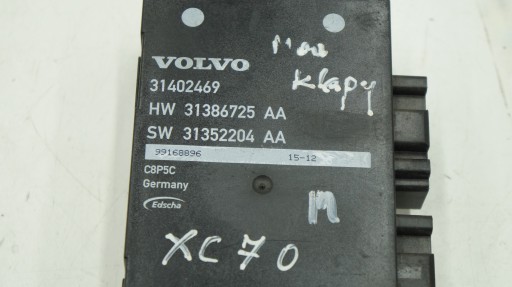 VOLVO
31402469
HW 31386725 AA
SW 31352204 AA
99168896 15-12
C8P5C
Germany
Edscha
Klapy
M
XC70